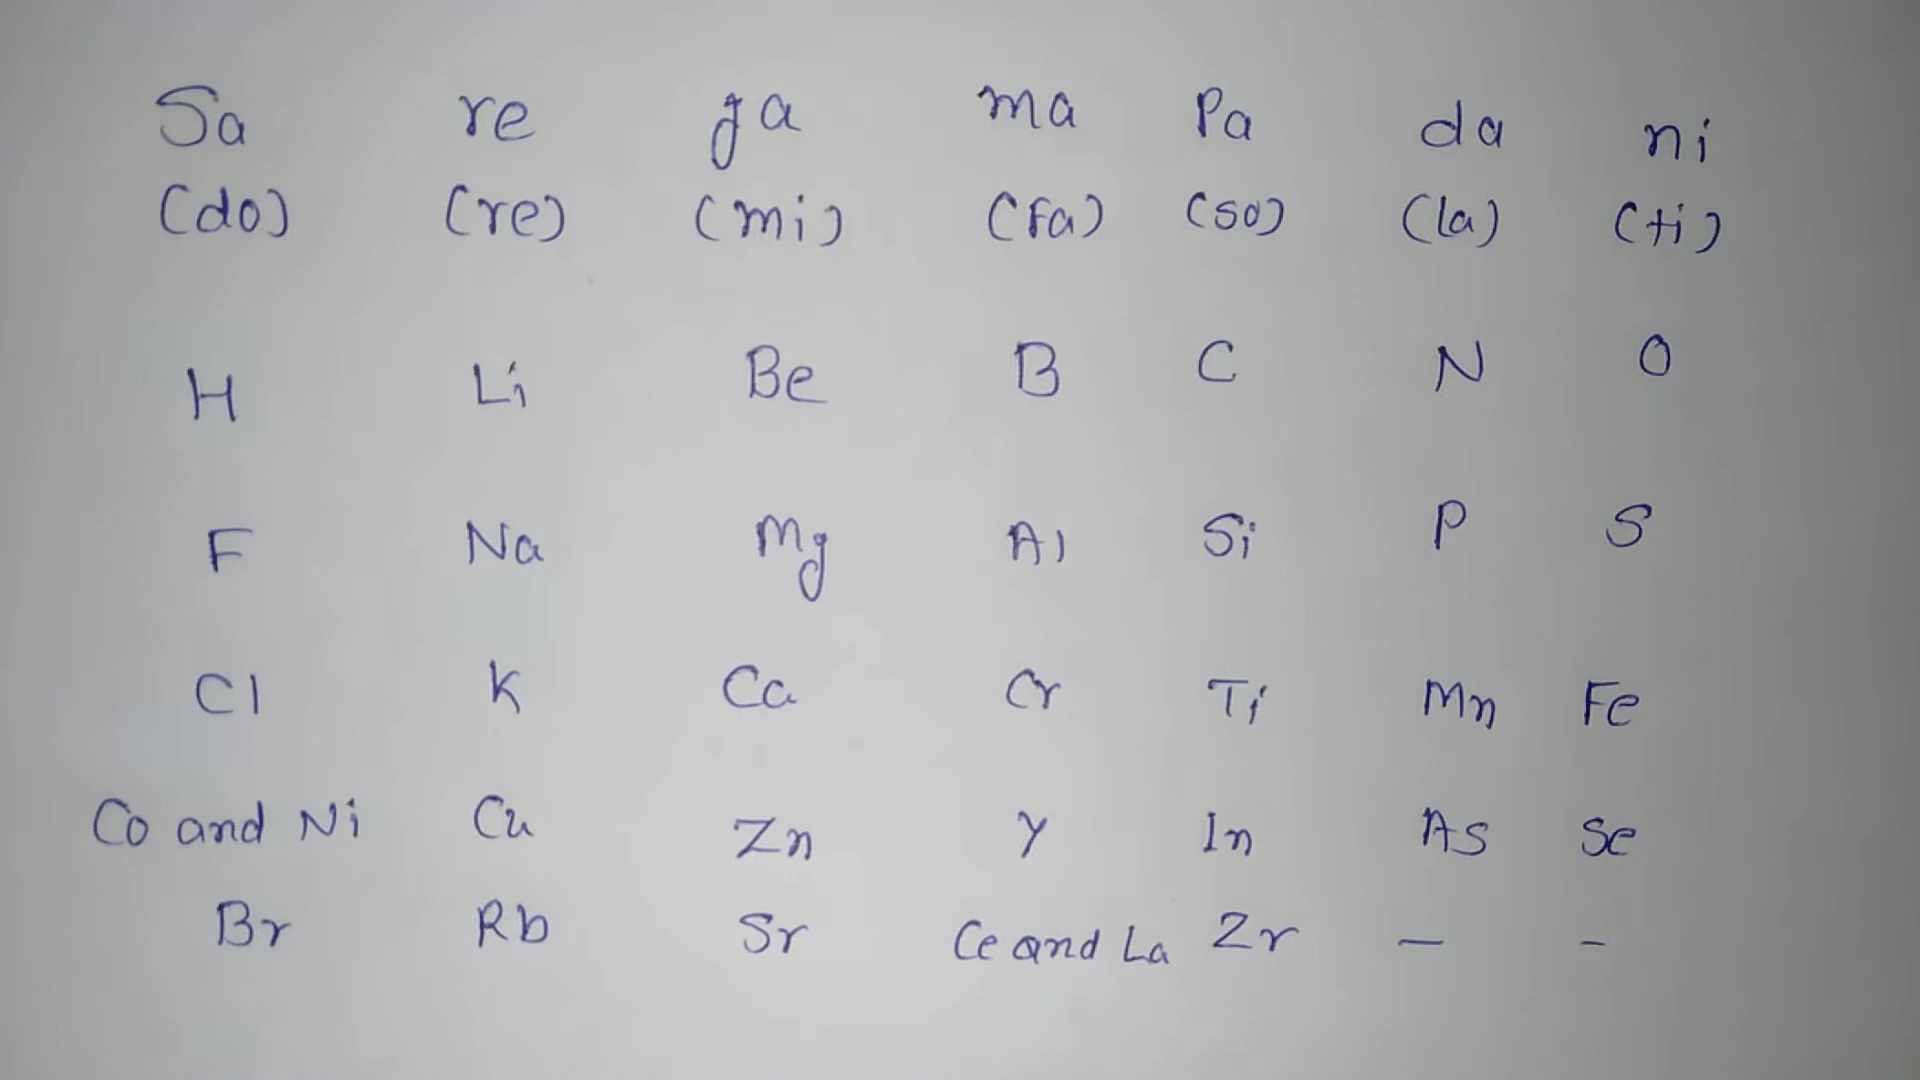 Sa re ga ma Pa da ni
(do) (re) (mi) (Fa) (so) (la) (ti)
H Li Be B C N O
F Na Mg Al Si P S
Cl K Ca Cr Ti Mn Fe
Co and Ni Cu Zn Y In As Se
Br Rb Sr Ce and La Zr — –